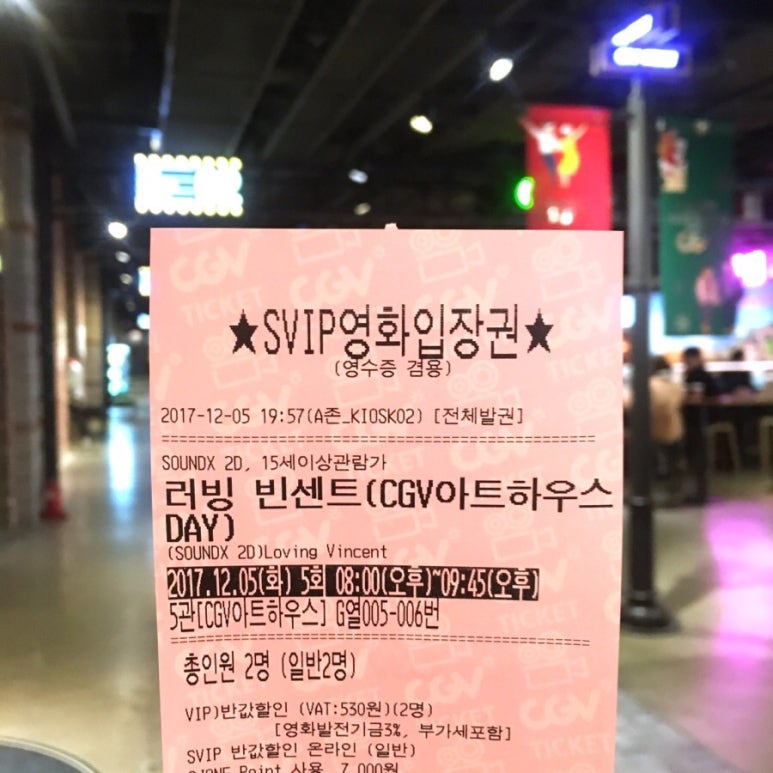 ★SVIP영화입장권★
(영수증 겸용)
2017-12-05 19:57(A존_KIOSK02) [전체발권]
SOUNDX 2D, 15세이상관람가
러빙 빈센트(CGV아트하우스
DAY)
(SOUNDX 2D)Loving Vincent
2017.12.05(화) 5회 08:00(오후)~09:45(오후)
5관[CGV아트하우스] G열005-006번
총인원 2명 (일반2명)
VIP)반값할인 (VAT:530원)(2명)
[영화발전기금3%, 부가세포함]
SVIP 반값할인 온라인 (일반)
CJONE Point 사용 7,000원
CGV
TICKET